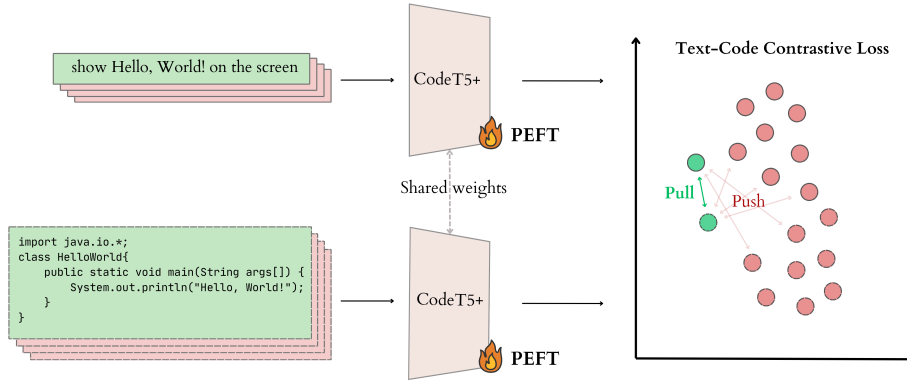 Text-Code Contrastive Loss
show Hello, World! on the screen
CodeT5+
PEFT
Shared weights
Pull
Push
import java.io.*;
class HelloWorld{
    public static void main(String args[]) {
        System.out.println("Hello, World!");
    }
}
CodeT5+
PEFT